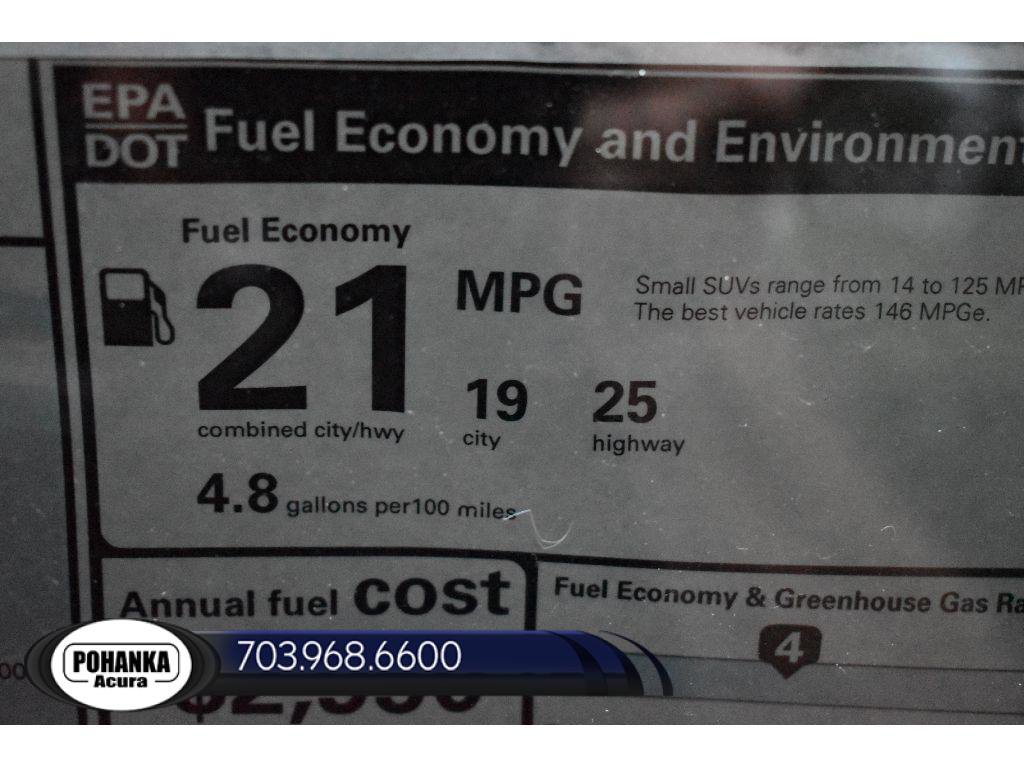 EPA
DOT
Fuel Economy and Environment
Fuel Economy
21 MPG
Small SUVs range from 14 to 125 MP
The best vehicle rates 146 MPGe.
19 25
combined city/hwy city highway
4.8 gallons per100 miles
Annual fuel cost
Fuel Economy & Greenhouse Gas Ra
4
POHANKA
Acura
703.968.6600